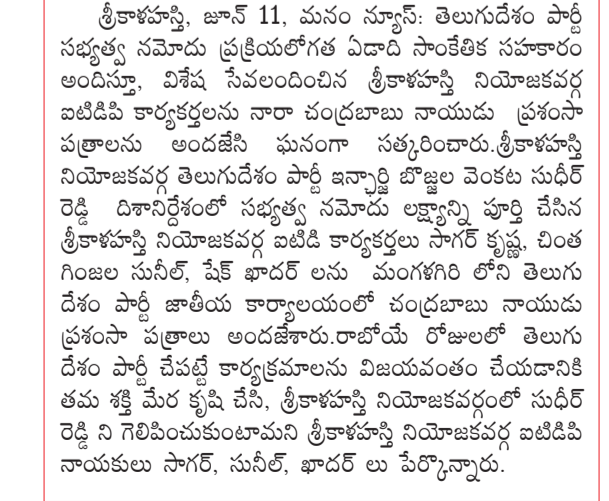 శ్రీకాళహస్తి, జూన్ 11, మనం న్యూస్: తెలుగుదేశం పార్టీ
సభ్యత్వ నమోదు ప్రక్రియలోగత ఏడాది సాంకేతిక సహకారం
అందిస్తూ, విశేష సేవలందించిన శ్రీకాళహస్తి నియోజకవర్గ
ఐటిడిపి కార్యకర్తలను నారా చంద్రబాబు నాయుడు ప్రశంసా
పత్రాలను అందజేసి ఘనంగా సత్కరించారు.శ్రీకాళహస్తి
నియోజకవర్గ తెలుగుదేశం పార్టీ ఇన్ఛార్జి బొజ్జల వెంకట సుధీర్
రెడ్డి దిశానిర్దేశంలో సభ్యత్వ నమోదు లక్ష్యాన్ని పూర్తి చేసిన
శ్రీకాళహస్తి నియోజకవర్గ ఐటిడి కార్యకర్తలు సాగర్ కృష్ణ, చింత
గింజల సునీల్, షేక్ ఖాదర్ లను మంగళగిరి లోని తెలుగు
దేశం పార్టీ జాతీయ కార్యాలయంలో చంద్రబాబు నాయుడు
ప్రశంసా పత్రాలు అందజేశారు.రాబోయే రోజులలో తెలుగు
దేశం పార్టీ చేపట్టే కార్యక్రమాలను విజయవంతం చేయడానికి
తమ శక్తి మేర కృషి చేసి, శ్రీకాళహస్తి నియోజకవర్గంలో సుధీర్
రెడ్డి ని గెలిపించుకుంటామని శ్రీకాళహస్తి నియోజకవర్గ ఐటిడిపి
నాయకులు సాగర్, సునీల్, ఖాదర్ లు పేర్కొన్నారు.